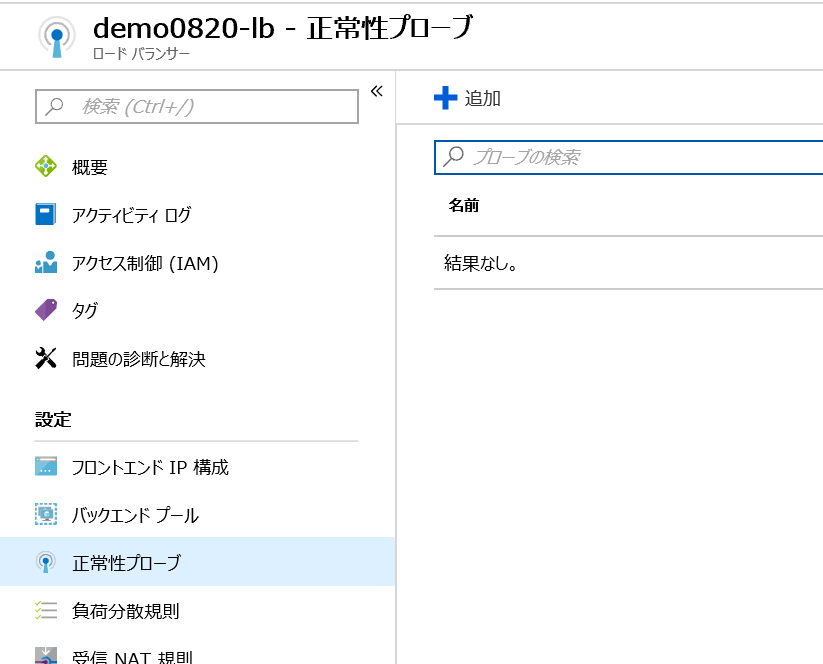 demo0820-lb - 正常性プローブ
ロード バランサー
検索 (Ctrl+/)
«
概要
アクティビティ ログ
アクセス制御 (IAM)
タグ
問題の診断と解決
設定
フロントエンド IP 構成
バックエンド プール
正常性プローブ
負荷分散規則
受信 NAT 規則
追加
プローブの検索
名前
結果なし。